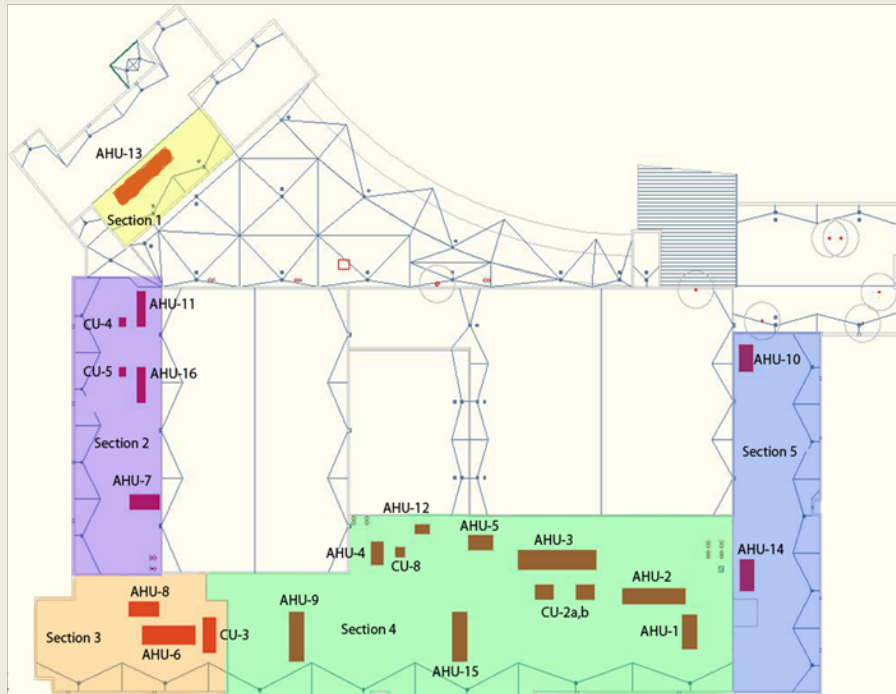 AHU-13
Section 1
AHU-11
CU-4
CU-5
AHU-16
Section 2
AHU-7
AHU-10
Section 5
AHU-14
AHU-12
AHU-5
AHU-4
CU-8
AHU-3
AHU-2
CU-2a,b
AHU-1
AHU-8
Section 3
CU-3
AHU-6
AHU-9
Section 4
AHU-15